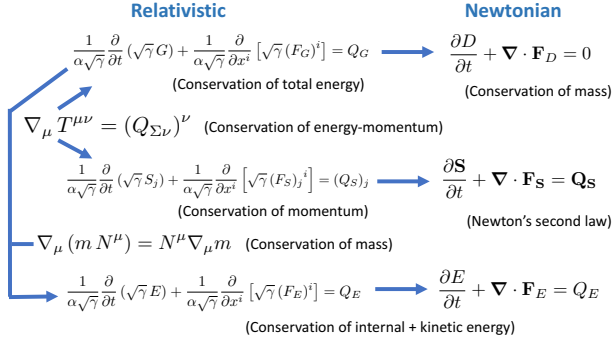 Relativistic Newtonian
$\frac{1}{\alpha\sqrt{\gamma}}\frac{\partial}{\partial t}(\sqrt{\gamma}\,G)+\frac{1}{\alpha\sqrt{\gamma}}\frac{\partial}{\partial x^i}\left[\sqrt{\gamma}\,(F_G)^i\right]=Q_G$ $\frac{\partial D}{\partial t}+\boldsymbol{\nabla}\cdot\mathbf{F}_D=0$
(Conservation of total energy) (Conservation of mass)
$\nabla_\mu\,T^{\mu\nu}=(Q_{\Sigma\nu})^\nu$ (Conservation of energy-momentum)
$\frac{1}{\alpha\sqrt{\gamma}}\frac{\partial}{\partial t}(\sqrt{\gamma}\,S_j)+\frac{1}{\alpha\sqrt{\gamma}}\frac{\partial}{\partial x^i}\left[\sqrt{\gamma}\,(F_S)_j{}^i\right]=(Q_S)_j$ $\frac{\partial\mathbf{S}}{\partial t}+\boldsymbol{\nabla}\cdot\mathbf{F_S}=\mathbf{Q_S}$
(Conservation of momentum) (Newton's second law)
$\nabla_\mu\,(m\,N^\mu)=N^\mu\nabla_\mu m$ (Conservation of mass)
$\frac{1}{\alpha\sqrt{\gamma}}\frac{\partial}{\partial t}(\sqrt{\gamma}\,E)+\frac{1}{\alpha\sqrt{\gamma}}\frac{\partial}{\partial x^i}\left[\sqrt{\gamma}\,(F_E)^i\right]=Q_E$ $\frac{\partial E}{\partial t}+\boldsymbol{\nabla}\cdot\mathbf{F}_E=Q_E$
(Conservation of internal + kinetic energy)